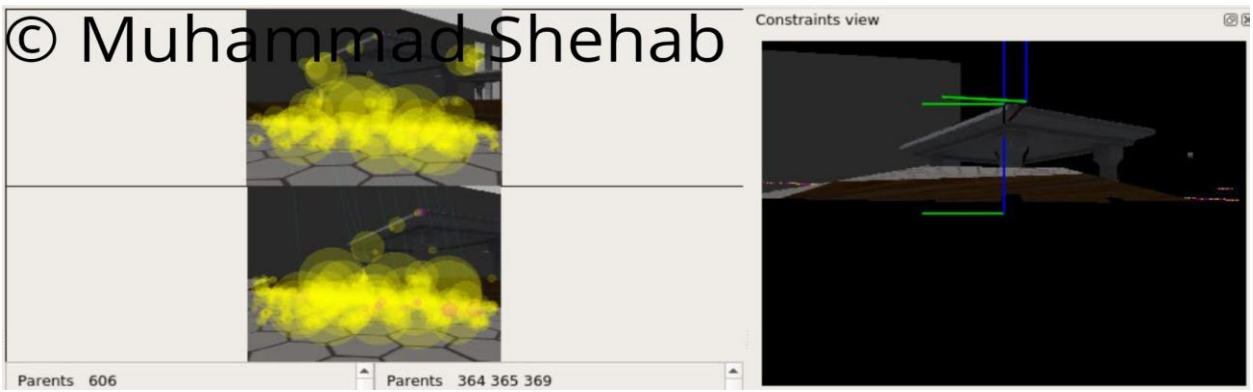 © Muhammad Shehab
Constraints view
Parents 606
Parents 364 365 369